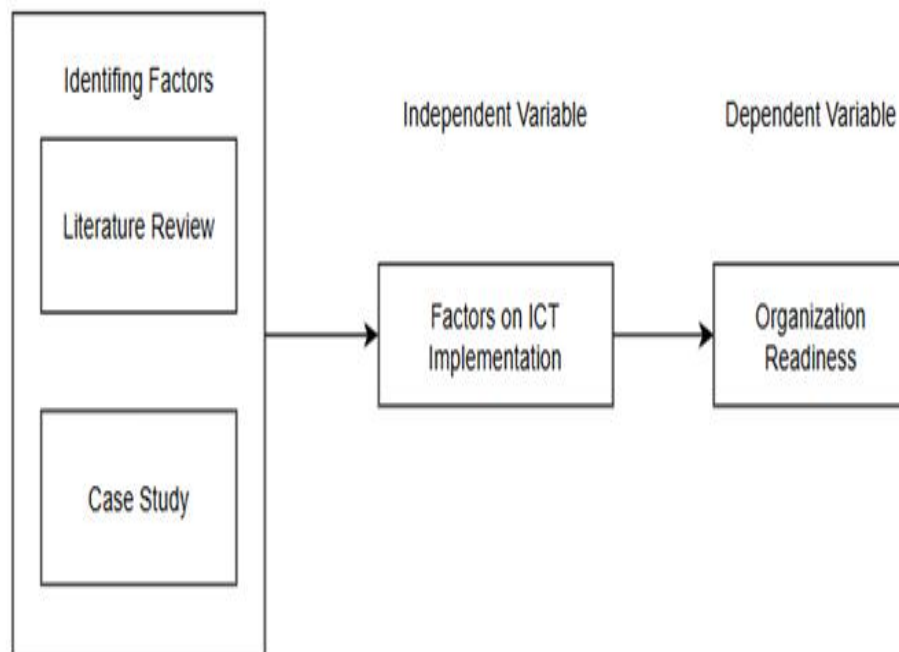 Identifing Factors
Literature Review
Case Study
Independent Variable
Factors on ICT
Implementation
Dependent Variable
Organization
Readiness